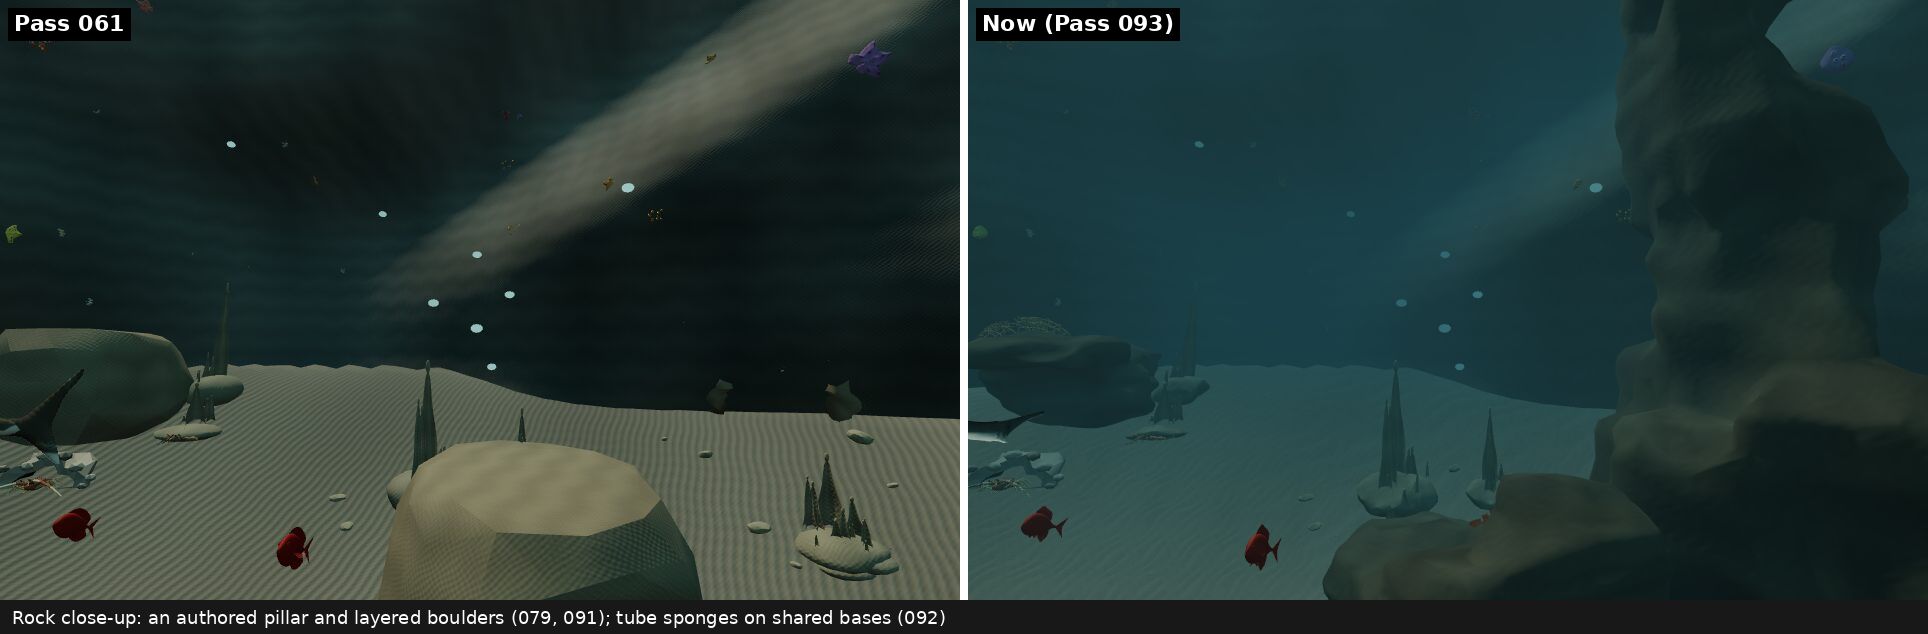 Pass 061
Now (Pass 093)
Rock close-up: an authored pillar and layered boulders (079, 091); tube sponges on shared bases (092)